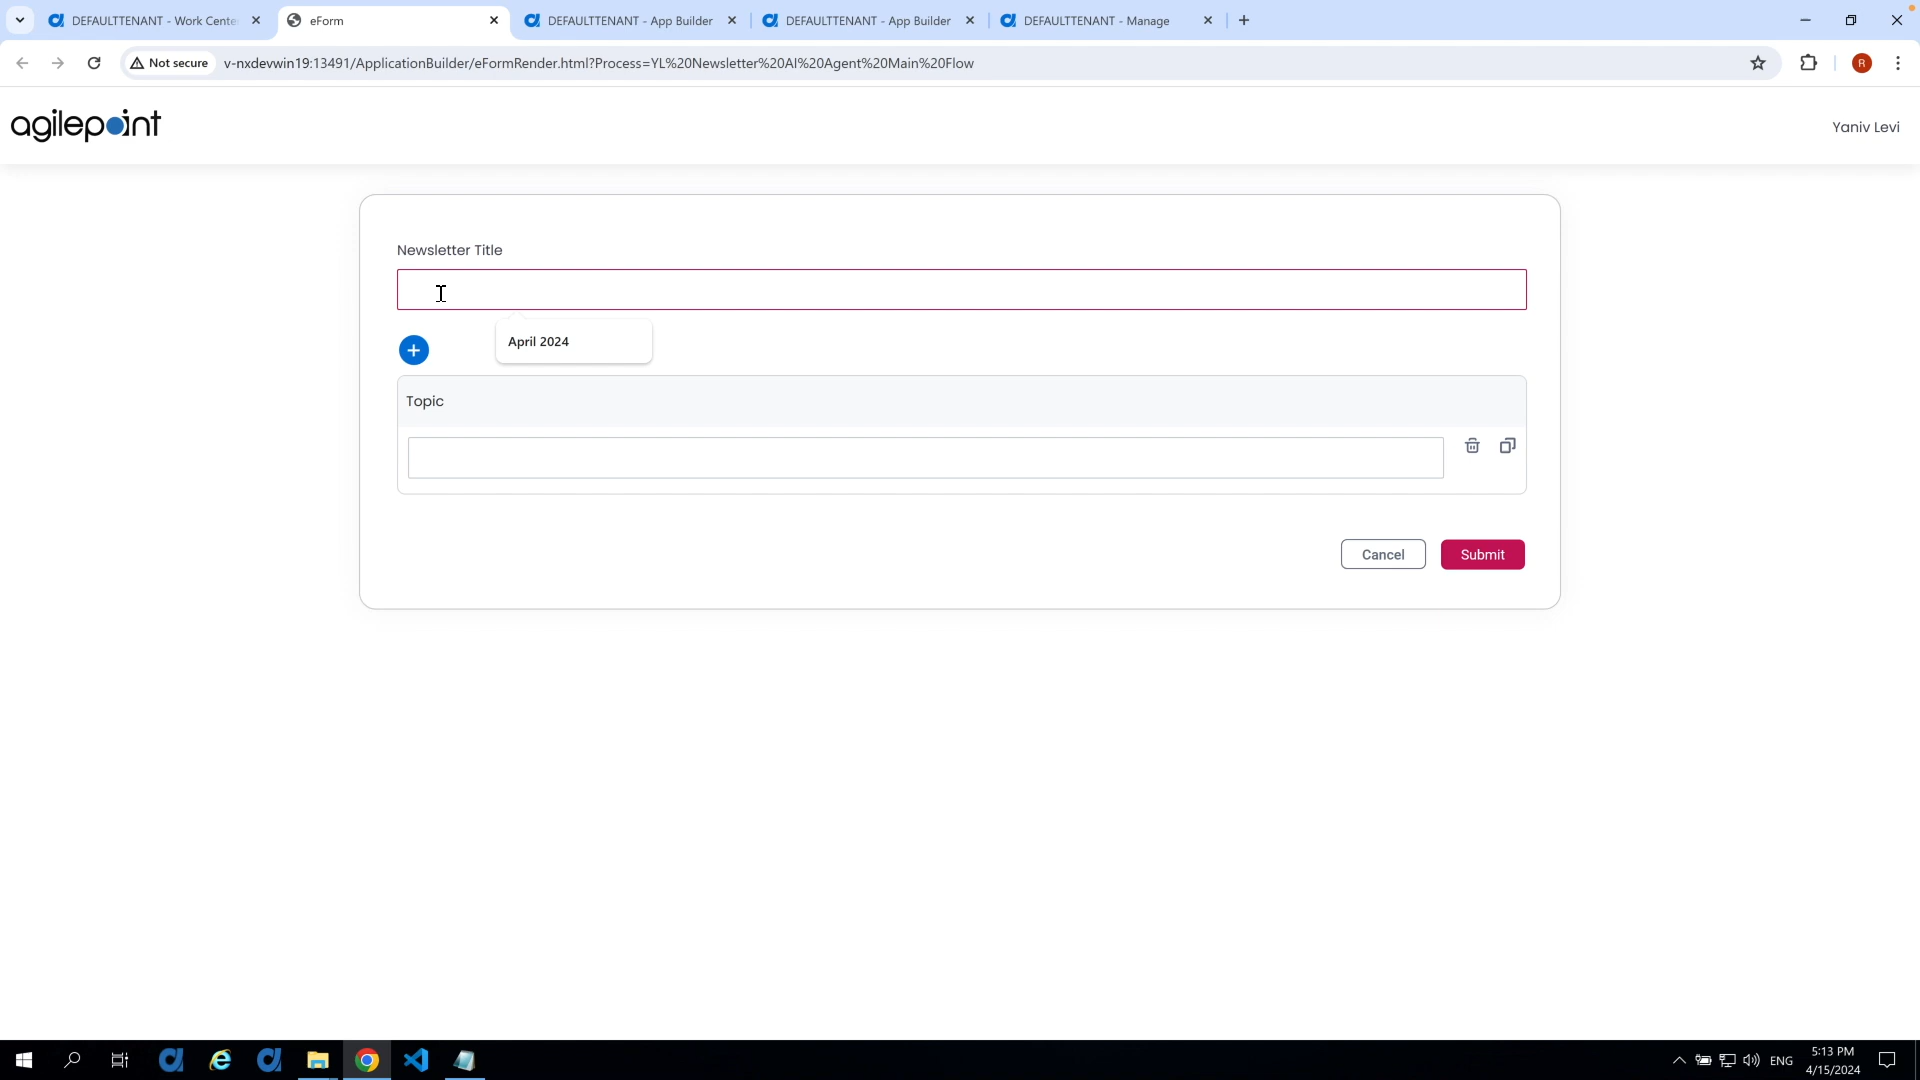 DEFAULTTENANT - Work Cente
eForm
DEFAULTTENANT - App Builder
DEFAULTTENANT - App Builder
DEFAULTTENANT - Manage
Not secure
v-nxdevwin19:13491/ApplicationBuilder/eFormRender.html?Process=YL%20Newsletter%20AI%20Agent%20Main%20Flow
R
agilepoint
Yaniv Levi
Newsletter Title
April 2024
Topic
Cancel
Submit
ENG
5:13 PM
4/15/2024